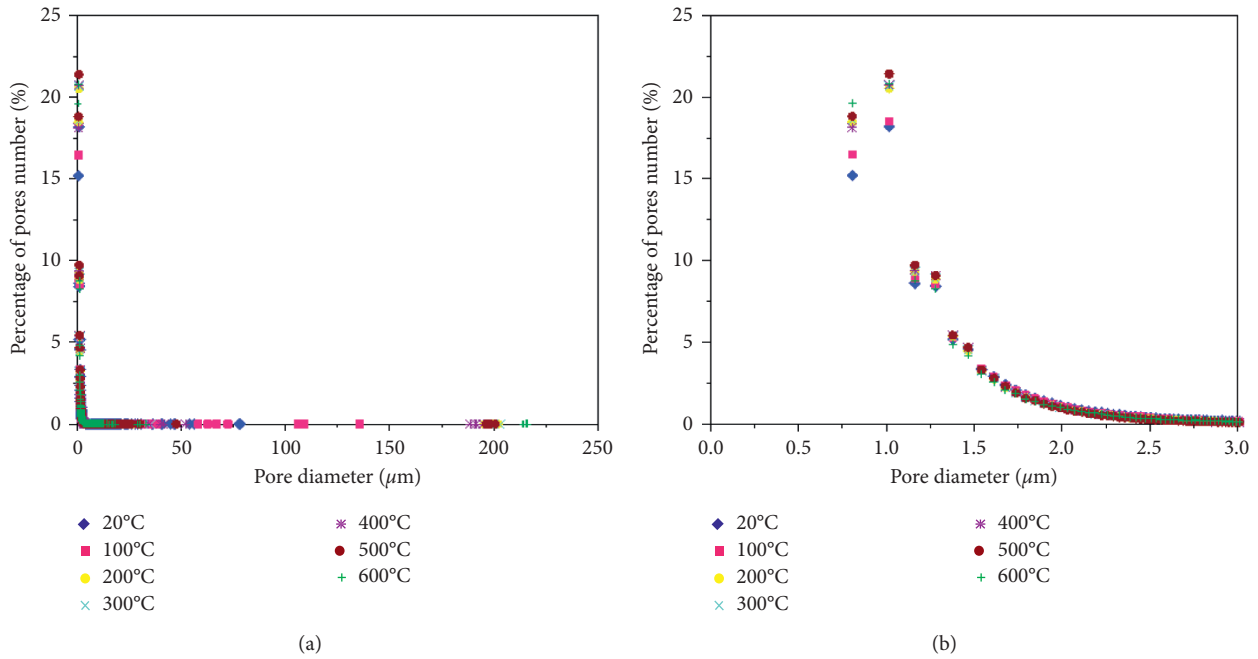 25
20
15
10
5
0
Percentage of pores number (%)
0 50 100 150 200 250
Pore diameter (µm)
20°C
100°C
200°C
300°C
400°C
500°C
600°C
(a)
25
20
15
10
5
0
Percentage of pores number (%)
0.0 0.5 1.0 1.5 2.0 2.5 3.0
Pore diameter (µm)
20°C
100°C
200°C
300°C
400°C
500°C
600°C
(b)